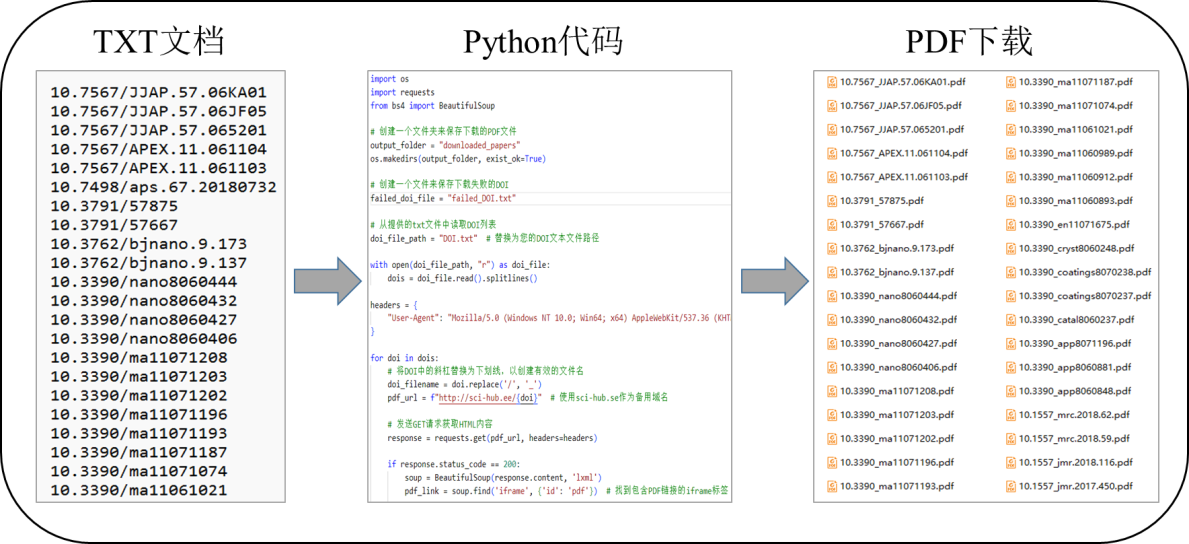 TXT文档
10.7567/JJAP.57.06KA01
10.7567/JJAP.57.06JF05
10.7567/JJAP.57.065201
10.7567/APEX.11.061104
10.7567/APEX.11.061103
10.7498/aps.67.20180732
10.3791/57875
10.3791/57667
10.3762/bjnano.9.173
10.3762/bjnano.9.137
10.3390/nano8060444
10.3390/nano8060432
10.3390/nano8060427
10.3390/nano8060406
10.3390/ma11071208
10.3390/ma11071203
10.3390/ma11071202
10.3390/ma11071196
10.3390/ma11071193
10.3390/ma11071187
10.3390/ma11071074
10.3390/ma11061021
Python代码
import os
import requests
from bs4 import BeautifulSoup
# 创建一个文件夹来保存下载的PDF文件
output_folder = "downloaded_papers"
os.makedirs(output_folder, exist_ok=True)
# 创建一个文件来保存下载失败的DOI
failed_doi_file = "failed_DOI.txt"
# 从提供的txt文件中读取DOI列表
doi_file_path = "DOI.txt" # 替换为您的DOI文本文件路径
with open(doi_file_path, "r") as doi_file:
dois = doi_file.read().splitlines()
headers = {
"User-Agent": "Mozilla/5.0 (Windows NT 10.0; Win64; x64) AppleWebKit/537.36 (KHT
}
for doi in dois:
# 将DOI中的斜杠替换为下划线，以创建有效的文件名
doi_filename = doi.replace('/', '_')
pdf_url = f"http://sci-hub.ee/{doi}" # 使用sci-hub.se作为备用域名
# 发送GET请求获取HTML内容
response = requests.get(pdf_url, headers=headers)
if response.status_code == 200:
soup = BeautifulSoup(response.content, 'lxml')
pdf_link = soup.find('iframe', {'id': 'pdf'}) # 找到包含PDF链接的iframe标签
PDF下载
10.7567_JJAP.57.06KA01.pdf
10.7567_JJAP.57.06JF05.pdf
10.7567_JJAP.57.065201.pdf
10.7567_APEX.11.061104.pdf
10.7567_APEX.11.061103.pdf
10.3791_57875.pdf
10.3791_57667.pdf
10.3762_bjnano.9.173.pdf
10.3762_bjnano.9.137.pdf
10.3390_nano8060444.pdf
10.3390_nano8060432.pdf
10.3390_nano8060427.pdf
10.3390_nano8060406.pdf
10.3390_ma11071208.pdf
10.3390_ma11071203.pdf
10.3390_ma11071202.pdf
10.3390_ma11071196.pdf
10.3390_ma11071193.pdf
10.3390_ma11071187.pdf
10.3390_ma11071074.pdf
10.3390_ma11061021.pdf
10.3390_ma11060989.pdf
10.3390_ma11060912.pdf
10.3390_ma11060893.pdf
10.3390_en11071675.pdf
10.3390_cryst8060248.pdf
10.3390_coatings8070238.pdf
10.3390_coatings8070237.pdf
10.3390_catal8060237.pdf
10.3390_app8071196.pdf
10.3390_app8060881.pdf
10.3390_app8060848.pdf
10.1557_mrc.2018.62.pdf
10.1557_mrc.2018.59.pdf
10.1557_jmr.2018.116.pdf
10.1557_jmr.2017.450.pdf